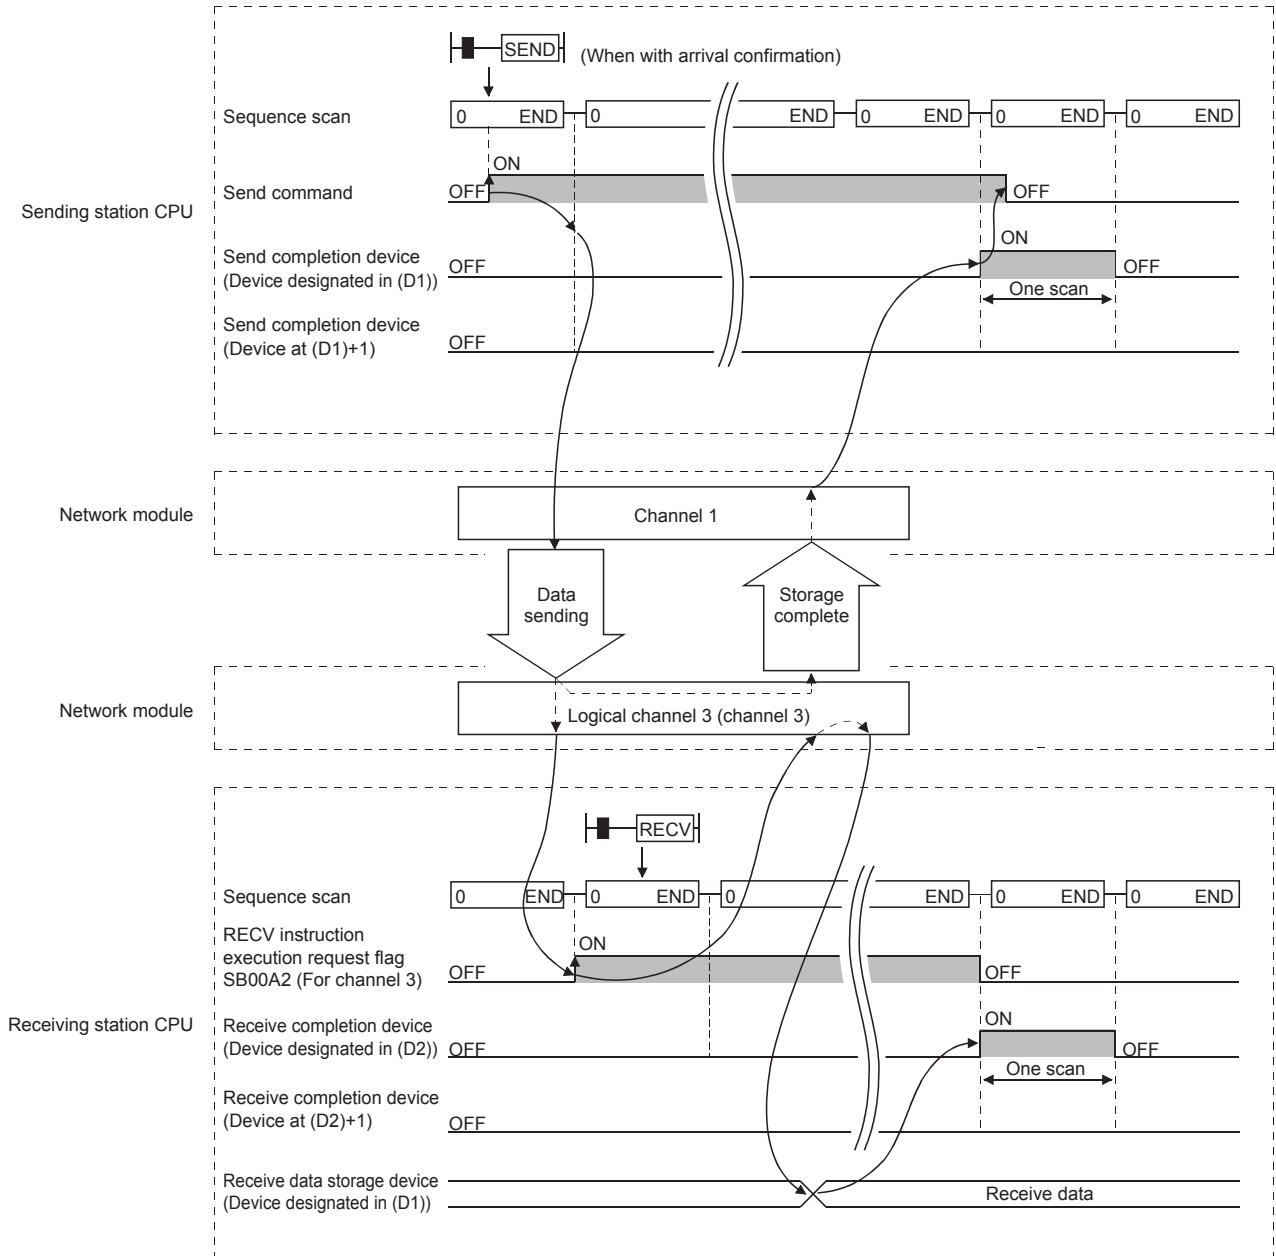 SEND
(When with arrival confirmation)
Sequence scan
0 END 0 END 0 END 0 END 0 END
ON
Send command
OFF
OFF
Sending station CPU
Send completion device
(Device designated in (D1))
OFF
ON
OFF
One scan
Send completion device
(Device at (D1)+1)
OFF
Network module
Channel 1
Data
sending
Storage
complete
Network module
Logical channel 3 (channel 3)
RECV
Sequence scan
0 END 0 END 0 END 0 END 0 END
RECV instruction
execution request flag
SB00A2 (For channel 3)
OFF
ON
OFF
Receiving station CPU
Receive completion device
(Device designated in (D2))
OFF
ON
OFF
One scan
Receive completion device
(Device at (D2)+1)
OFF
Receive data storage device
(Device designated in (D1))
Receive data